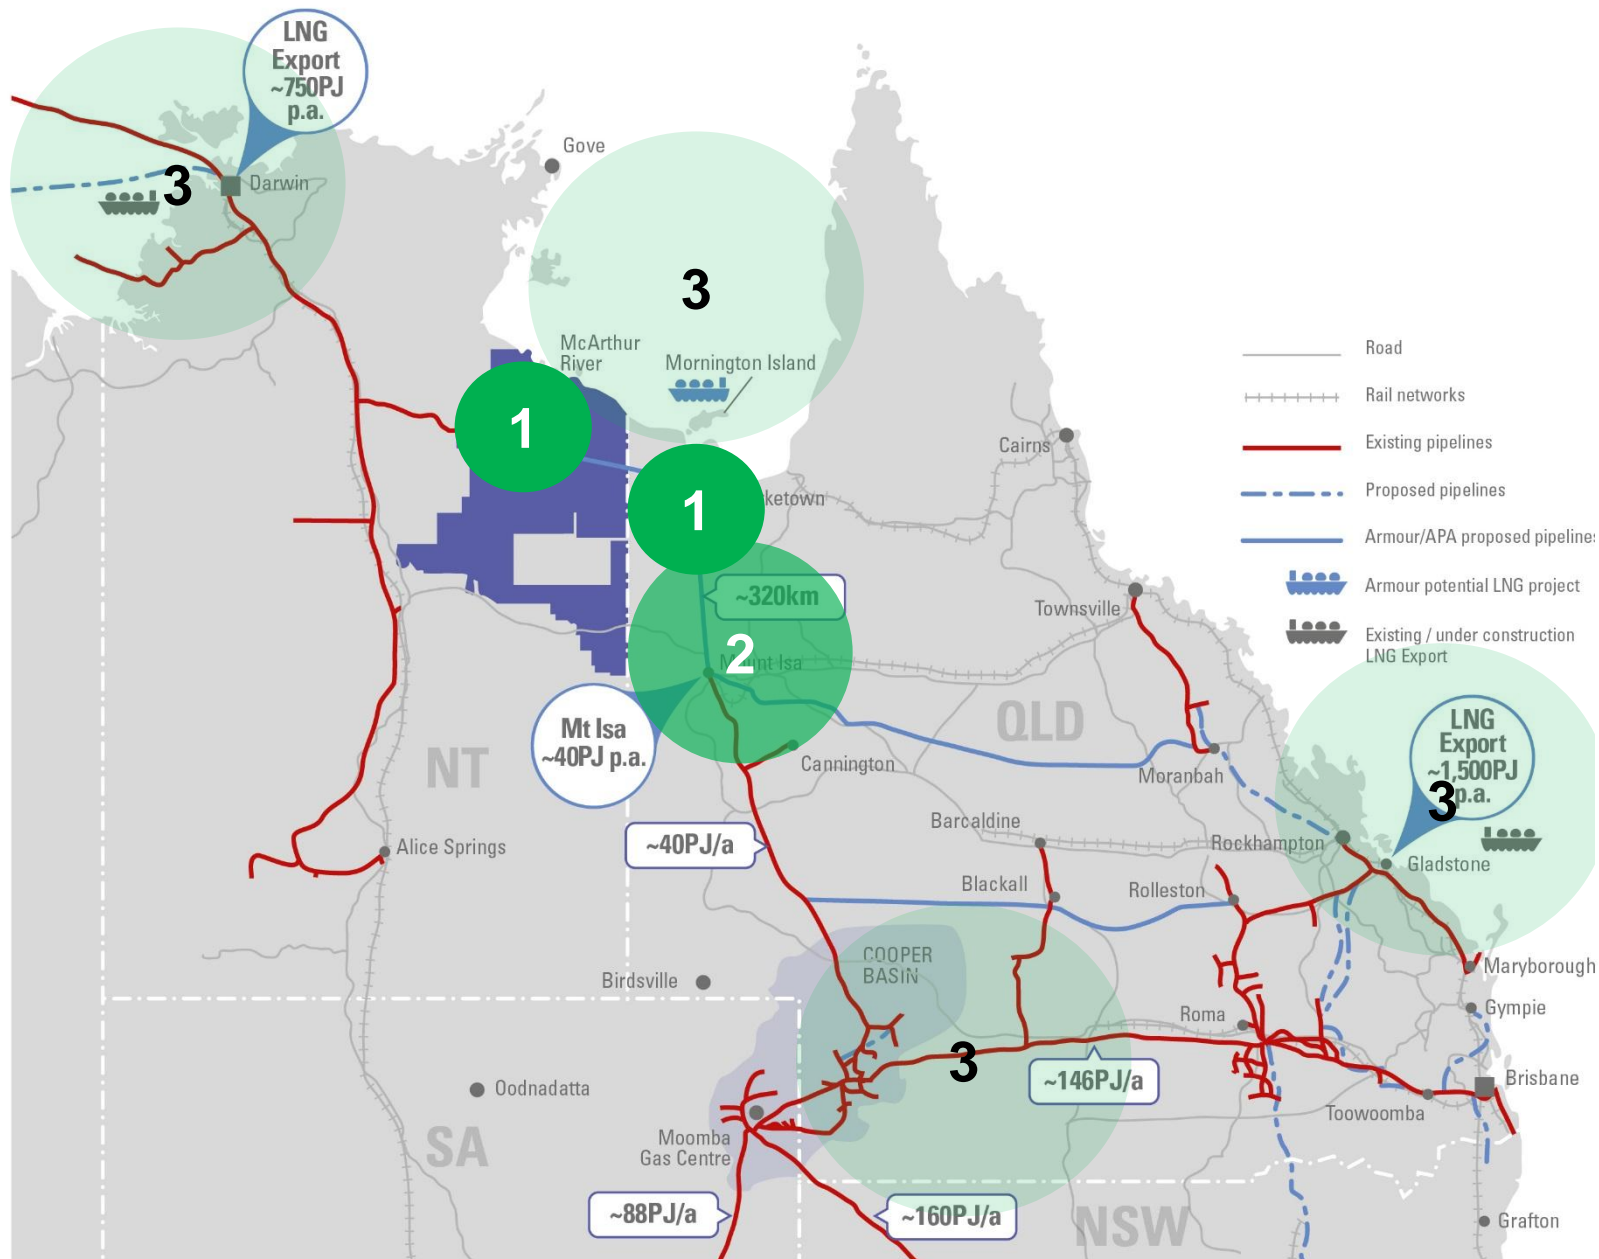 LNG
Export
~750PJ
p.a.
Gove
3
Darwin
3
McArthur
River
Mornington Island
Road
Rail networks
Existing pipelines
Proposed pipelines
Armour/APA proposed pipelines
Armour potential LNG project
Existing / under construction
LNG Export
1
Cairns
1
ketown
~320km
Townsville
2
Mount Isa
Mt Isa
~40PJ p.a.
QLD
LNG
Export
~1,500PJ
p.a.
3
NT
Cannington
Moranbah
~40PJ/a
Barcaldine
Rockhampton
Alice Springs
Gladstone
Blackall
Rolleston
COOPER
BASIN
Maryborough
Birdsville
Gympie
Roma
3
~146PJ/a
Oodnadatta
Brisbane
Toowoomba
SA
Moomba
Gas Centre
~88PJ/a
~160PJ/a
NSW
Grafton